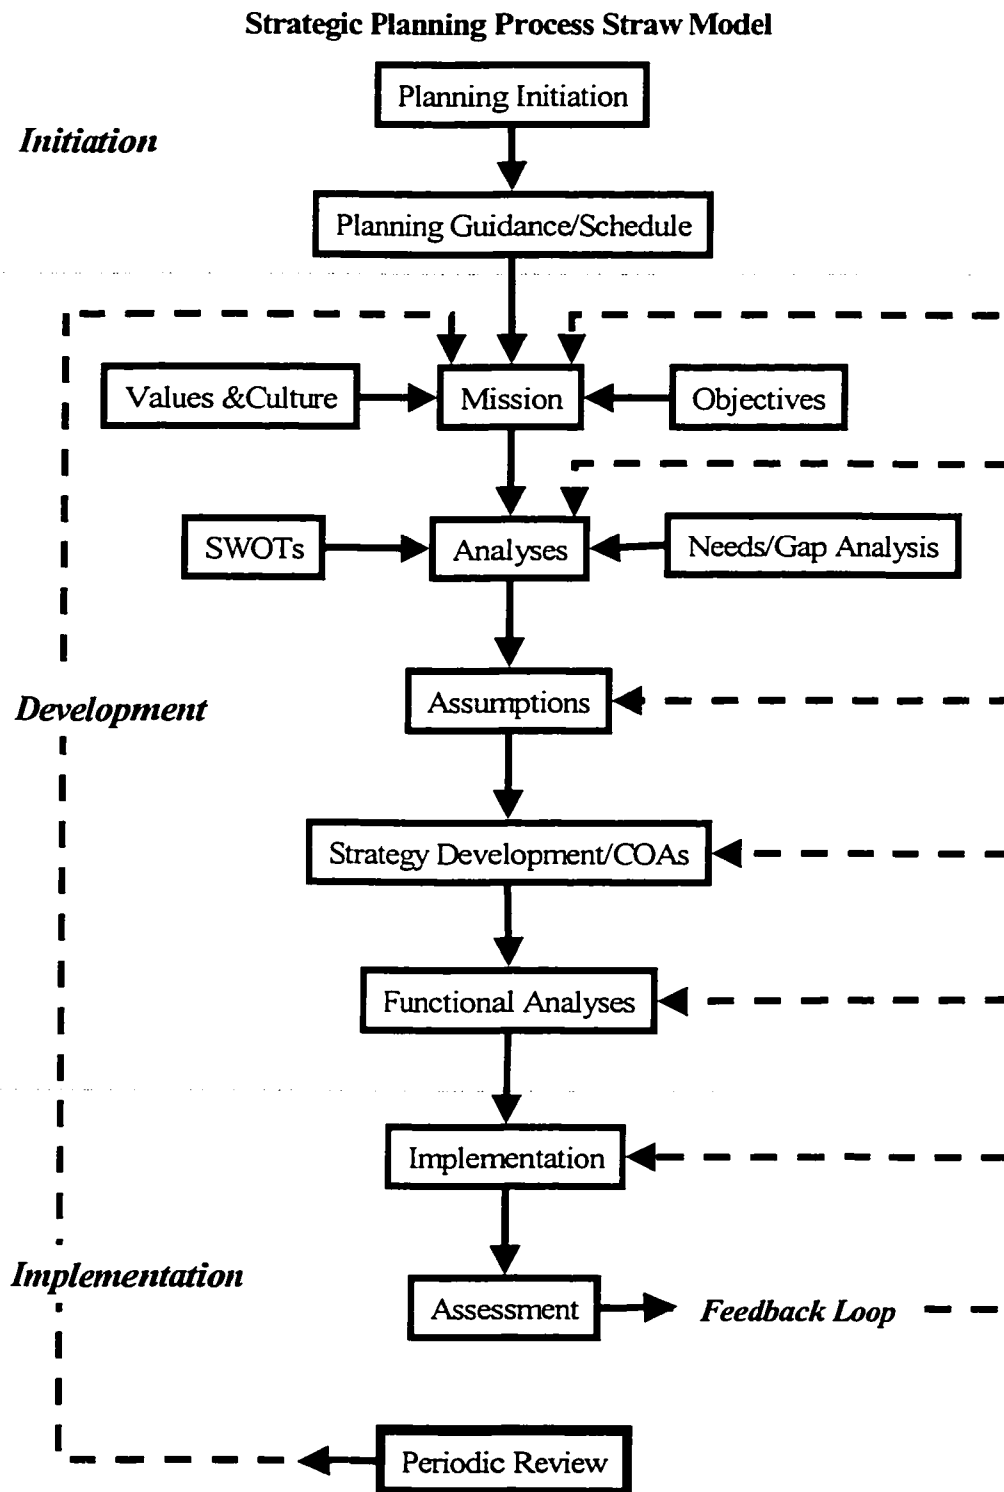 Strategic Planning Process Straw Model
Planning Initiation
Initiation
Planning Guidance/Schedule
Values &Culture
Mission
Objectives
SWOTs
Analyses
Needs/Gap Analysis
Assumptions
Development
Strategy Development/COAs
Functional Analyses
Implementation
Implementation
Assessment
Feedback Loop
Periodic Review